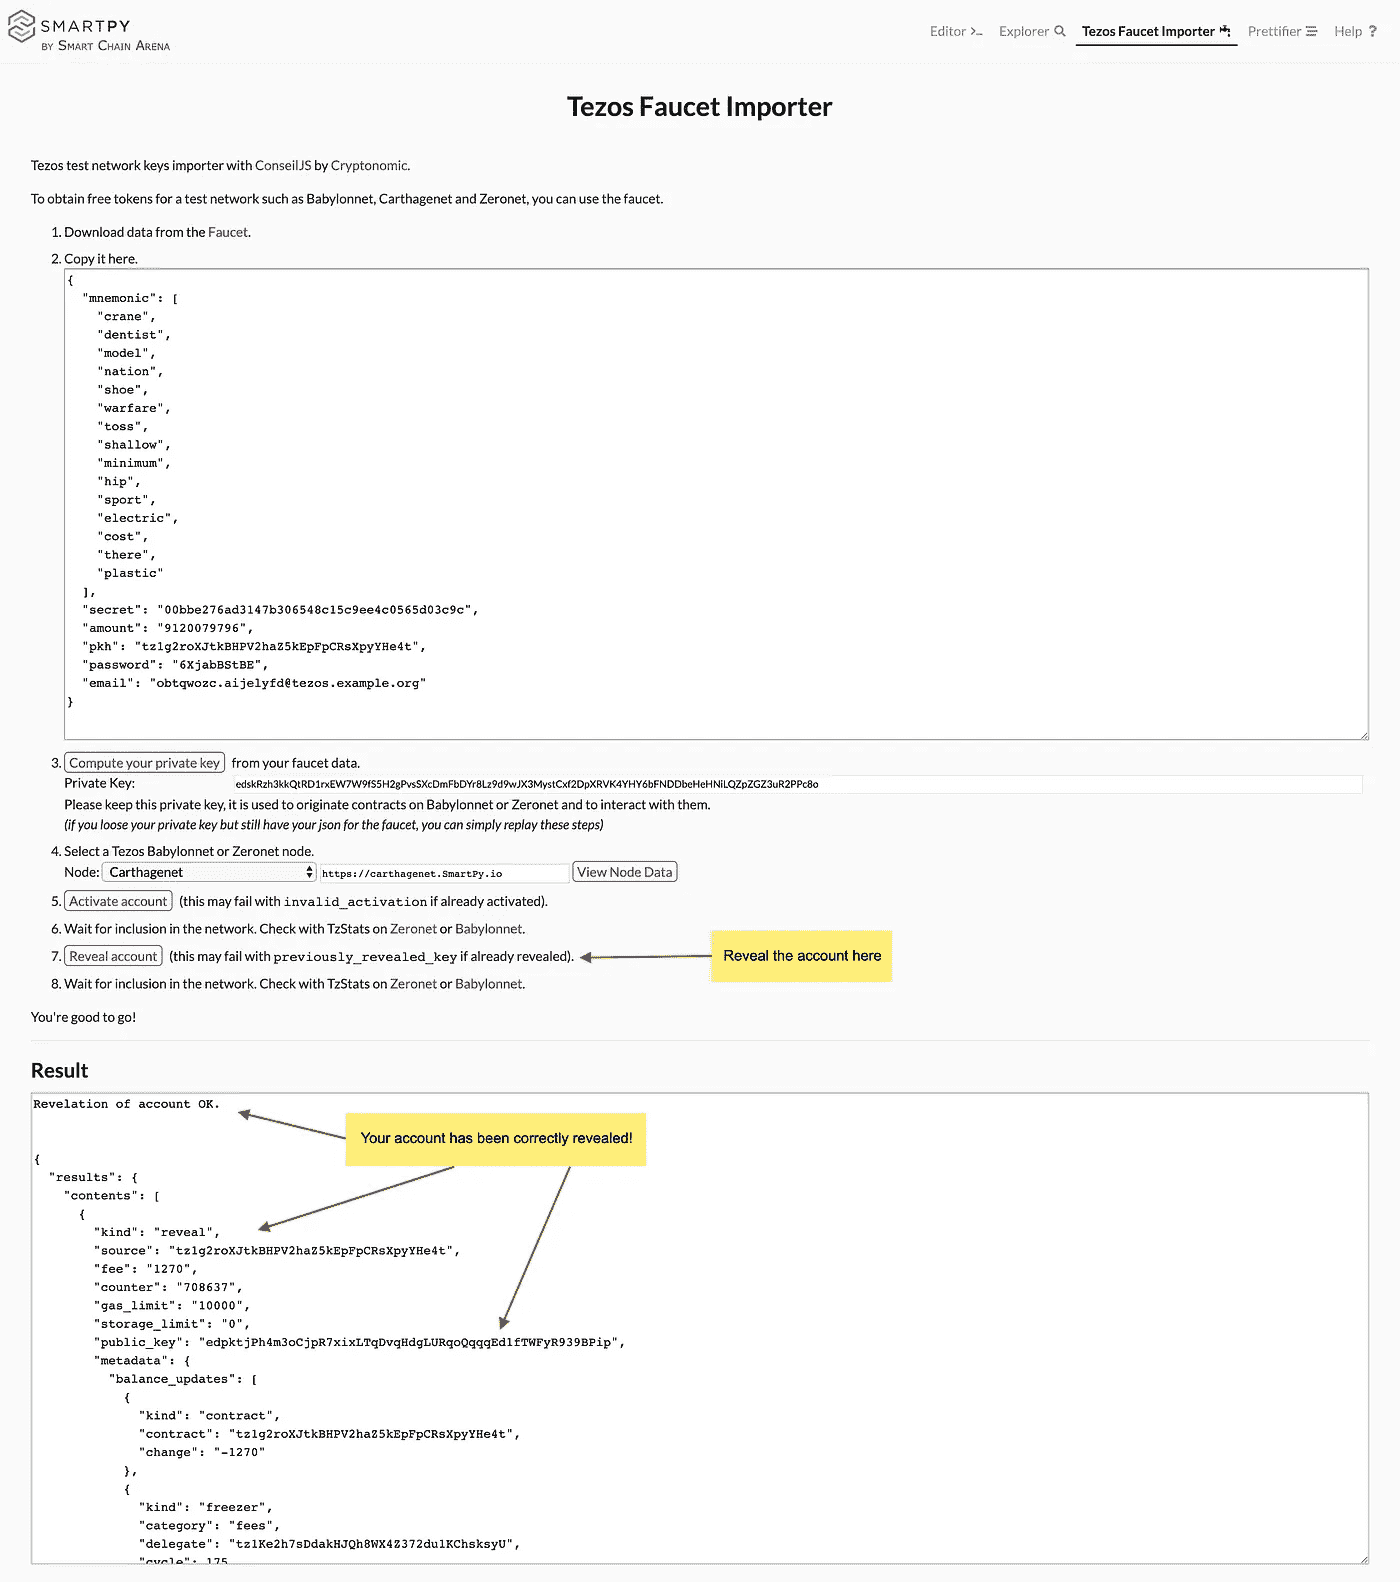 SMARTPY
BY SMART CHAIN ARENA
Editor >_ Explorer Tezos Faucet Importer Prettifier Help ?
Tezos Faucet Importer
Tezos test network keys importer with ConseilJS by Cryptonomic.
To obtain free tokens for a test network such as Babylonnet, Carthagenet and Zeronet, you can use the faucet.
1. Download data from the Faucet.
2. Copy it here.
{
"mnemonic": [
"crane",
"dentist",
"model",
"nation",
"shoe",
"warfare",
"toss",
"shallow",
"minimum",
"hip",
"sport",
"electric",
"cost",
"there",
"plastic"
],
"secret": "00bbe276ad3147b306548c15c9ee4c0565d03c9c",
"amount": "9120079796",
"pkh": "tz1g2roXJtkBHPV2haZ5kEpFpCRsXpyYHe4t",
"password": "6XjabBStBE",
"email": "obtqwozc.aijelyfd@tezos.example.org"
}
3. Compute your private key from your faucet data.
Private Key: edskRzh3kkQtRD1rxEW7W9fS5H2gPvsSXcDmFbDYr8Lz9d9wJX3MystCxf2DpXRVK4YHY6bFNDDbeHeHNiLQZpZGZ3uR2PPc8o
Please keep this private key, it is used to originate contracts on Babylonnet or Zeronet and to interact with them.
(if you loose your private key but still have your json for the faucet, you can simply replay these steps)
4. Select a Tezos Babylonnet or Zeronet node.
Node: Carthagenet https://carthagenet.SmartPy.io View Node Data
5. Activate account (this may fail with invalid_activation if already activated).
6. Wait for inclusion in the network. Check with TzStats on Zeronet or Babylonnet.
7. Reveal account (this may fail with previously_revealed_key if already revealed). Reveal the account here
8. Wait for inclusion in the network. Check with TzStats on Zeronet or Babylonnet.
You're good to go!
Result
Revelation of account OK.
Your account has been correctly revealed!
{
"results": {
"contents": [
{
"kind": "reveal",
"source": "tz1g2roXJtkBHPV2haZ5kEpFpCRsXpyYHe4t",
"fee": "1270",
"counter": "708637",
"gas_limit": "10000",
"storage_limit": "0",
"public_key": "edpktjPh4m3oCjpR7xixLTqDvqHdgLURqoQqqgEd1fTWFyR939BPip",
"metadata": {
"balance_updates": [
{
"kind": "contract",
"contract": "tz1g2roXJtkBHPV2haZ5kEpFpCRsXpyYHe4t",
"change": "-1270"
},
{
"kind": "freezer",
"category": "fees",
"delegate": "tz1Ke2h7sDdakHJQh8WX4Z372du1KChsksyU",
"cycle": 175,